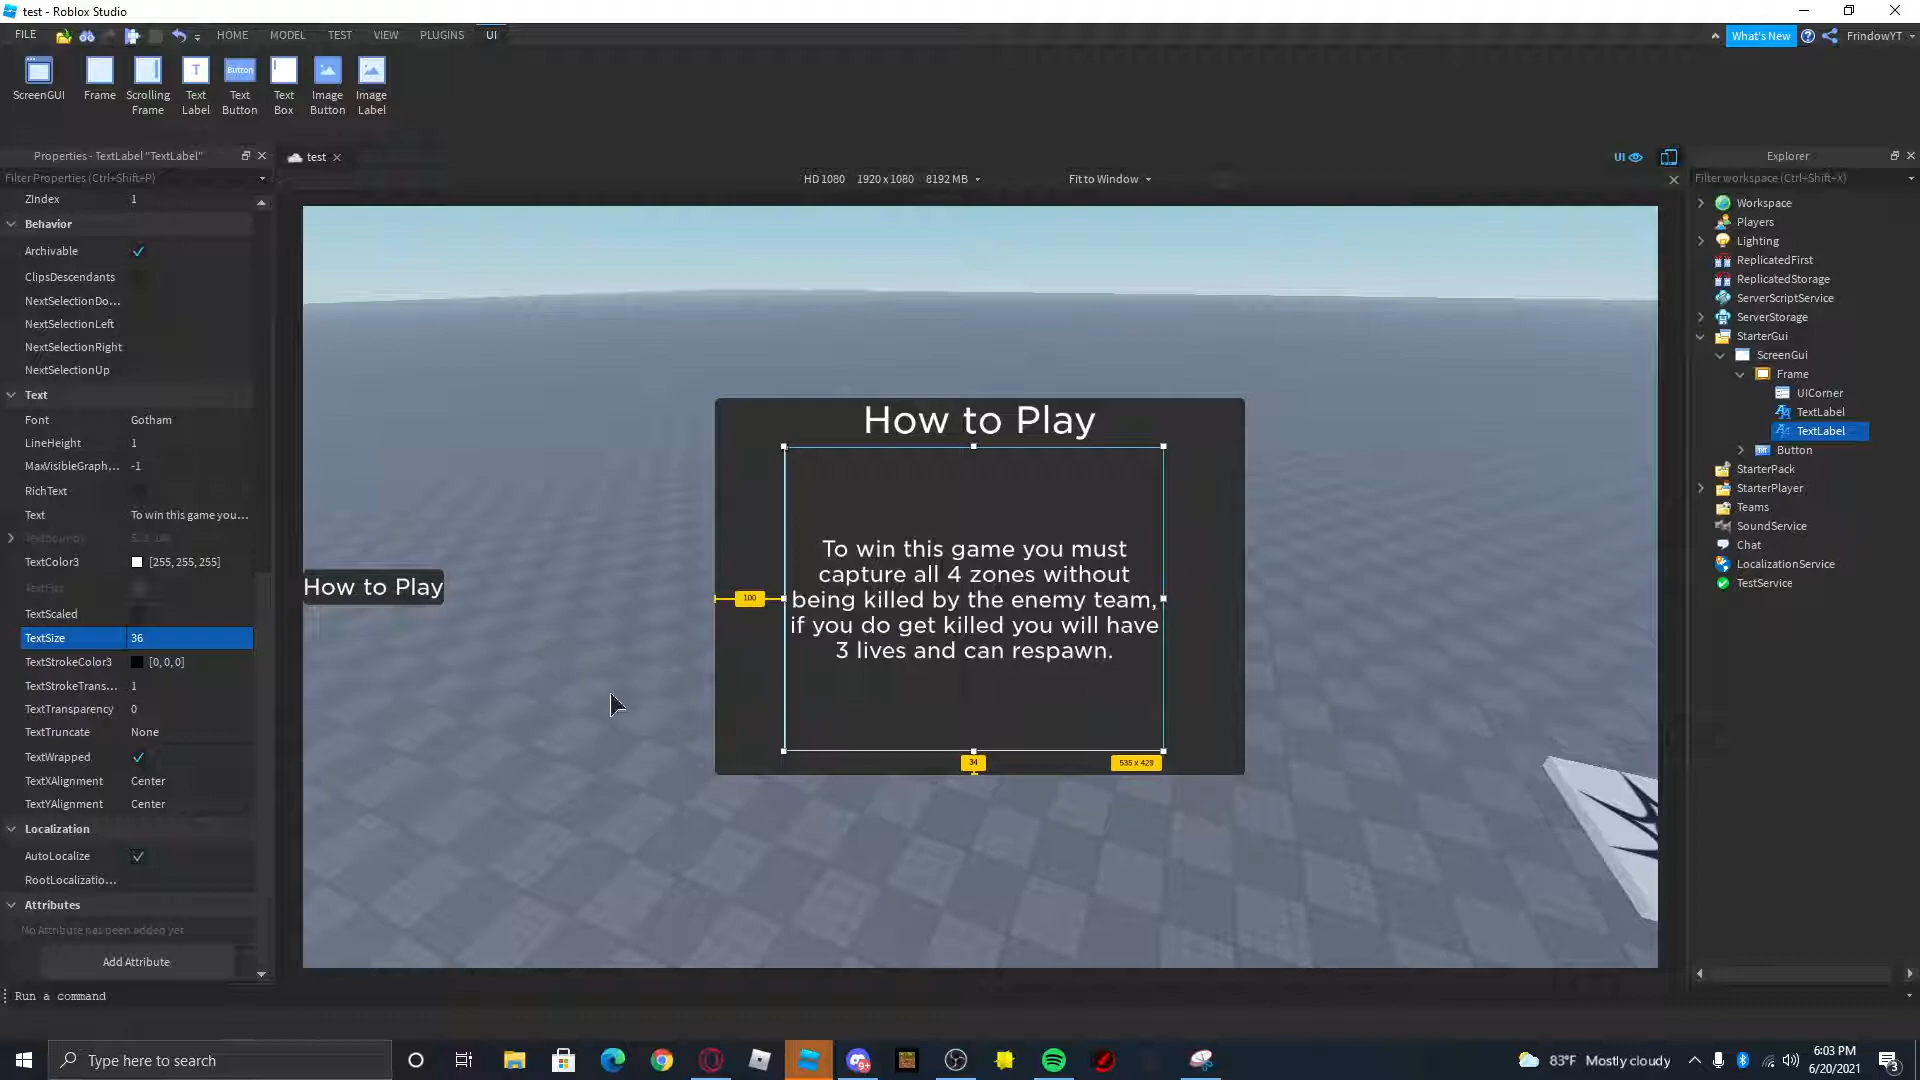 test - Roblox Studio
FILE HOME MODEL TEST VIEW PLUGINS UI What's New FrindowYT
ScreenGUI Frame Scrolling Frame Text Label Text Button Text Box Image Button Image Label
Button
Properties - TextLabel "TextLabel"
test
UI
Explorer
Filter Properties (Ctrl+Shift+P)
HD 1080 1920 x 1080 8192 MB Fit to Window
Filter workspace (Ctrl+Shift+X)
ZIndex 1
Behavior
Archivable
ClipsDescendants
NextSelectionDo...
NextSelectionLeft
NextSelectionRight
NextSelectionUp
Text
Font Gotham
LineHeight 1
MaxVisibleGraph... -1
RichText
Text To win this game you...
TextBounds
TextColor3 [255, 255, 255]
TextFits
TextScaled
TextSize 36
TextStrokeColor3 [0, 0, 0]
TextStrokeTrans... 1
TextTransparency 0
TextTruncate None
TextWrapped
TextXAlignment Center
TextYAlignment Center
Localization
AutoLocalize
RootLocalizatio...
Attributes
No Attribute has been added yet
Add Attribute
How to Play
How to Play
To win this game you must
capture all 4 zones without
being killed by the enemy team,
if you do get killed you will have
3 lives and can respawn.
100
34
535 x 429
Workspace
Players
Lighting
ReplicatedFirst
ReplicatedStorage
ServerScriptService
ServerStorage
StarterGui
ScreenGui
Frame
UICorner
TextLabel
TextLabel
Button
StarterPack
StarterPlayer
Teams
SoundService
Chat
LocalizationService
TestService
Run a command
Type here to search
83°F Mostly cloudy
6:03 PM
6/20/2021
3